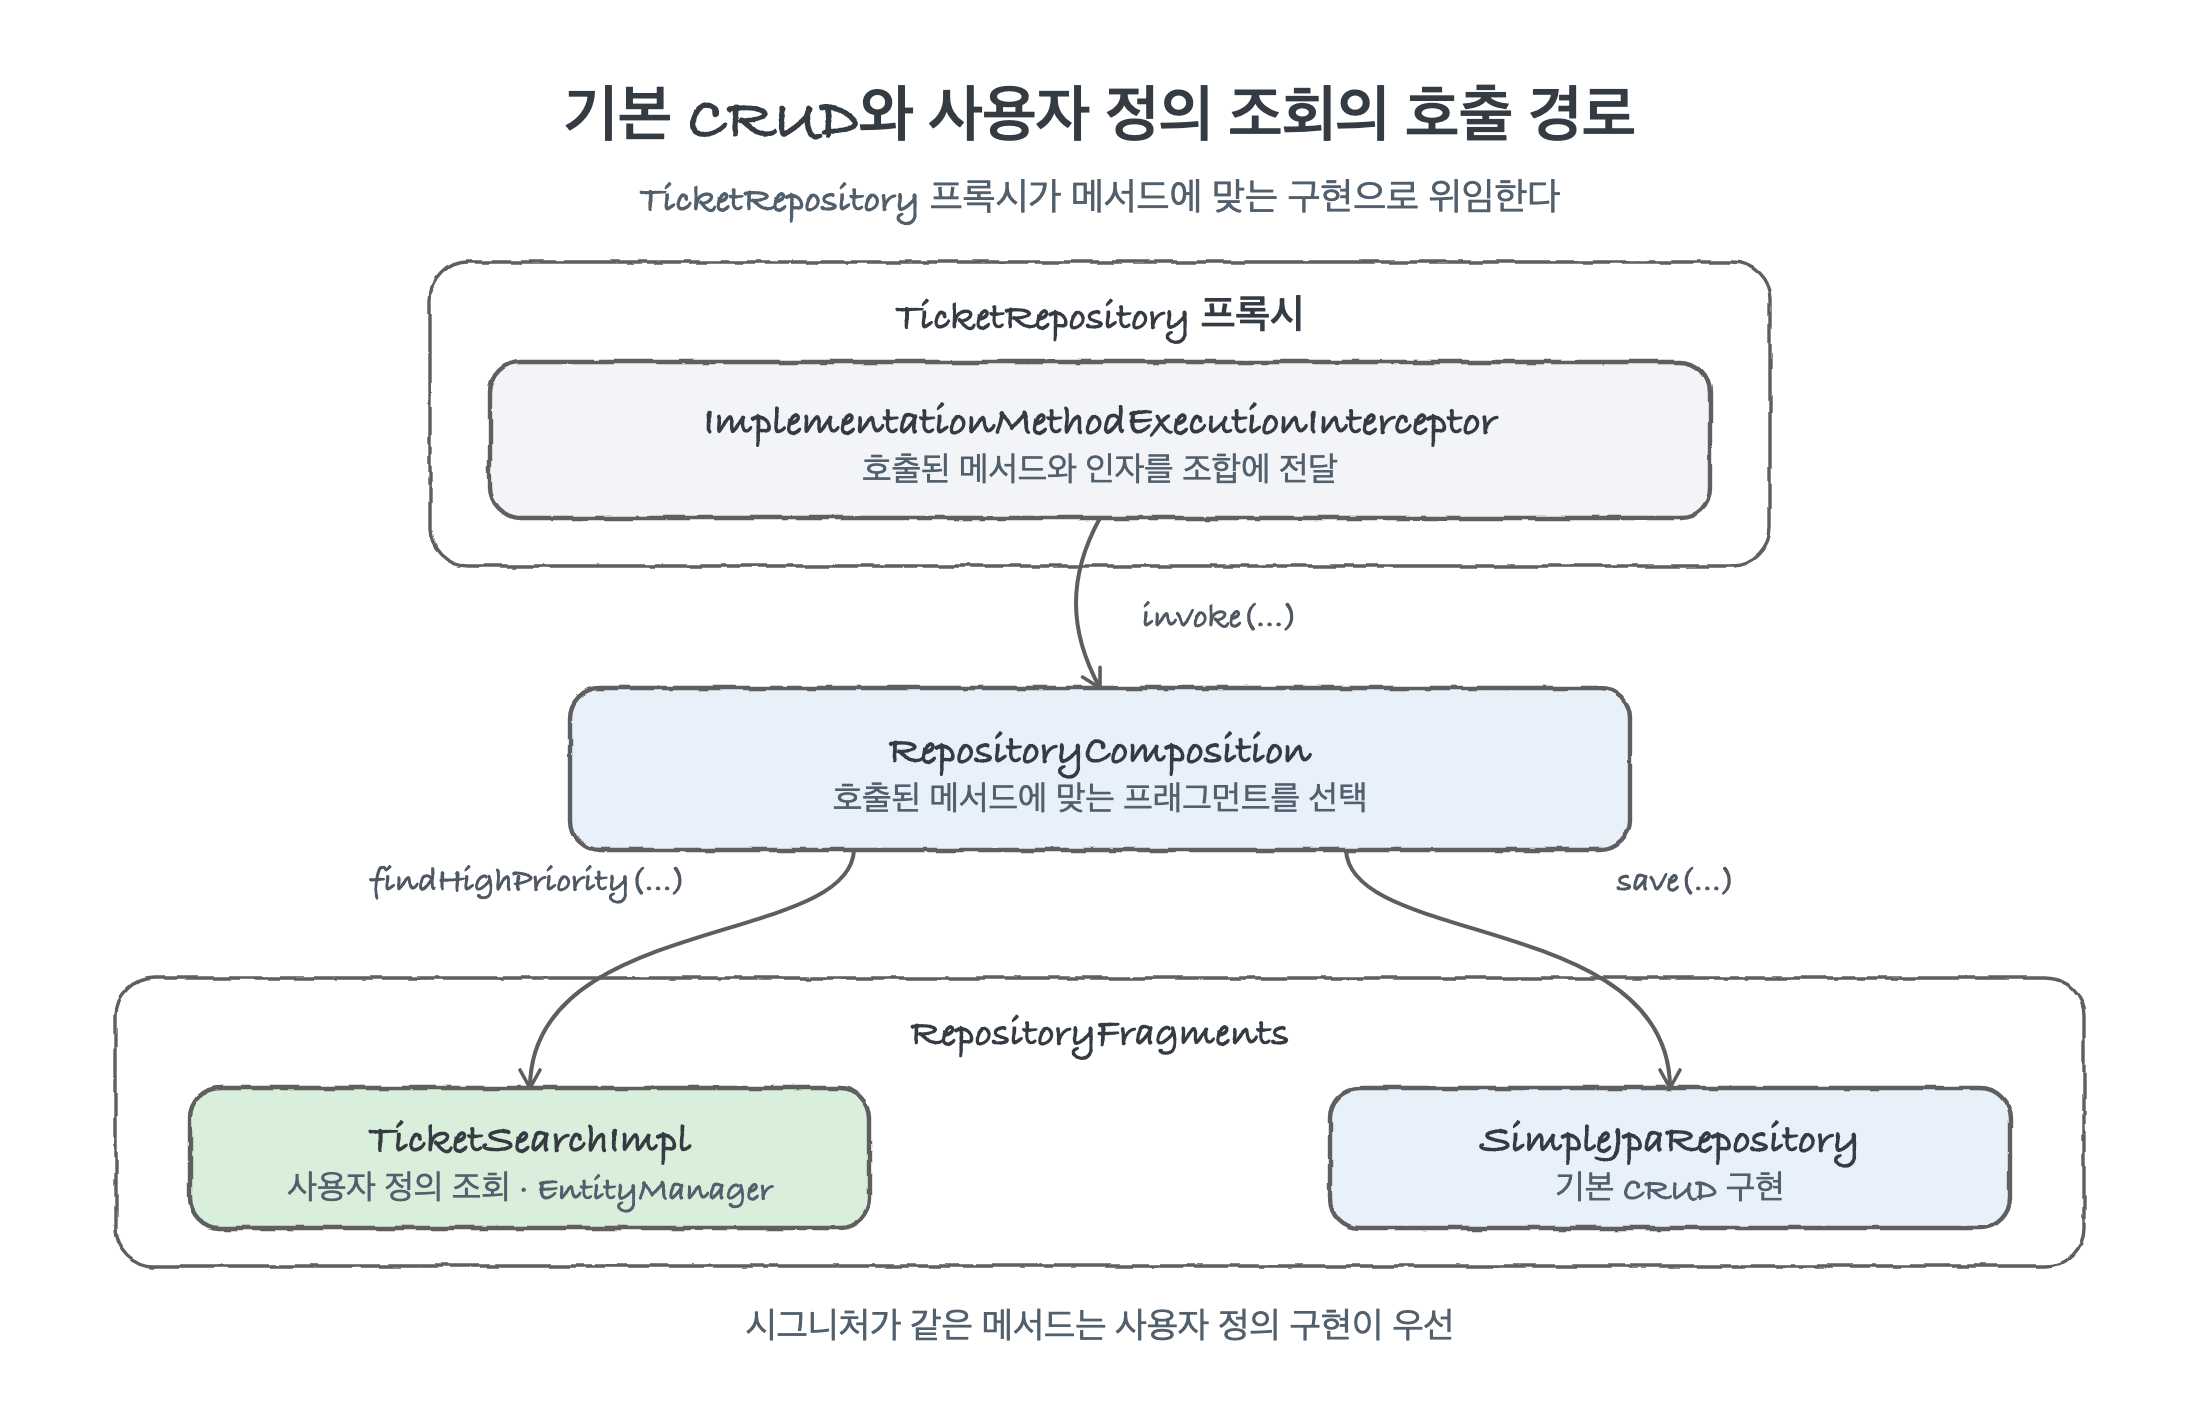 기본 CRUD와 사용자 정의 조회의 호출 경로
TicketRepository 프록시가 메서드에 맞는 구현으로 위임한다
TicketRepository 프록시
ImplementationMethodExecutionInterceptor
호출된 메서드와 인자를 조합에 전달
invoke(...)
RepositoryComposition
호출된 메서드에 맞는 프래그먼트를 선택
findHighPriority(...)
save(...)
RepositoryFragments
TicketSearchImpl
사용자 정의 조회 · EntityManager
SimpleJpaRepository
기본 CRUD 구현
시그니처가 같은 메서드는 사용자 정의 구현이 우선